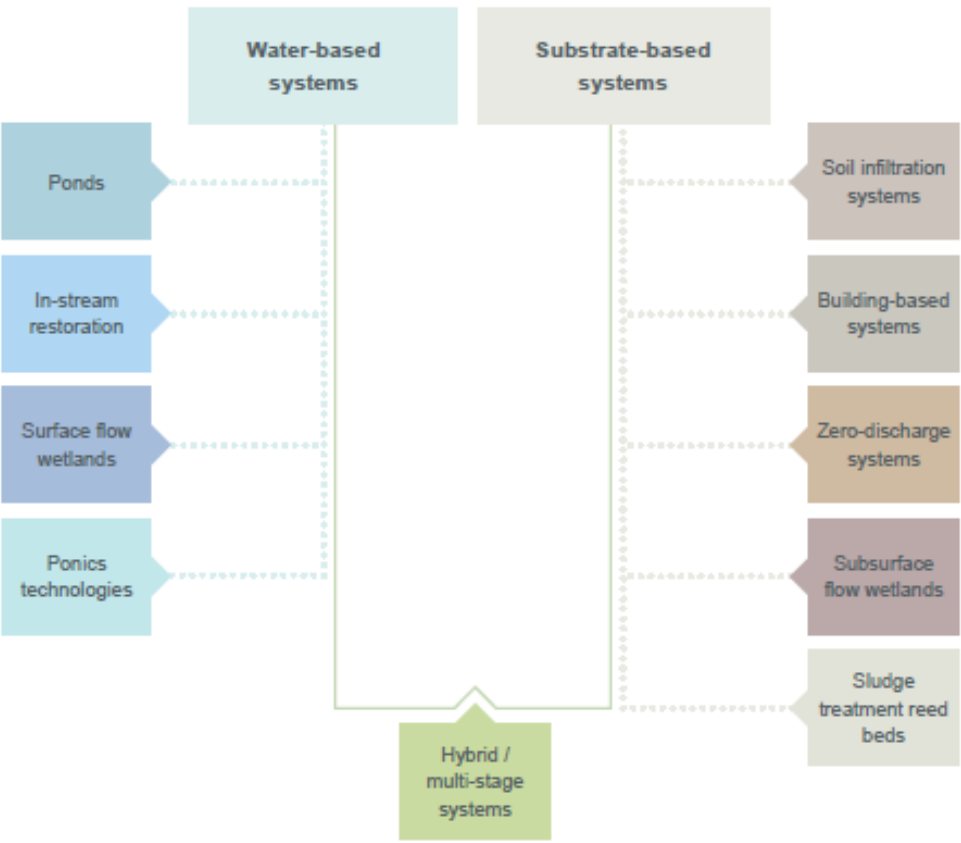 Water-based
systems
Substrate-based
systems
Ponds
In-stream
restoration
Surface flow
wetlands
Ponics
technologies
Soil infiltration
systems
Building-based
systems
Zero-discharge
systems
Subsurface
flow wetlands
Sludge
treatment reed
beds
Hybrid /
multi-stage
systems